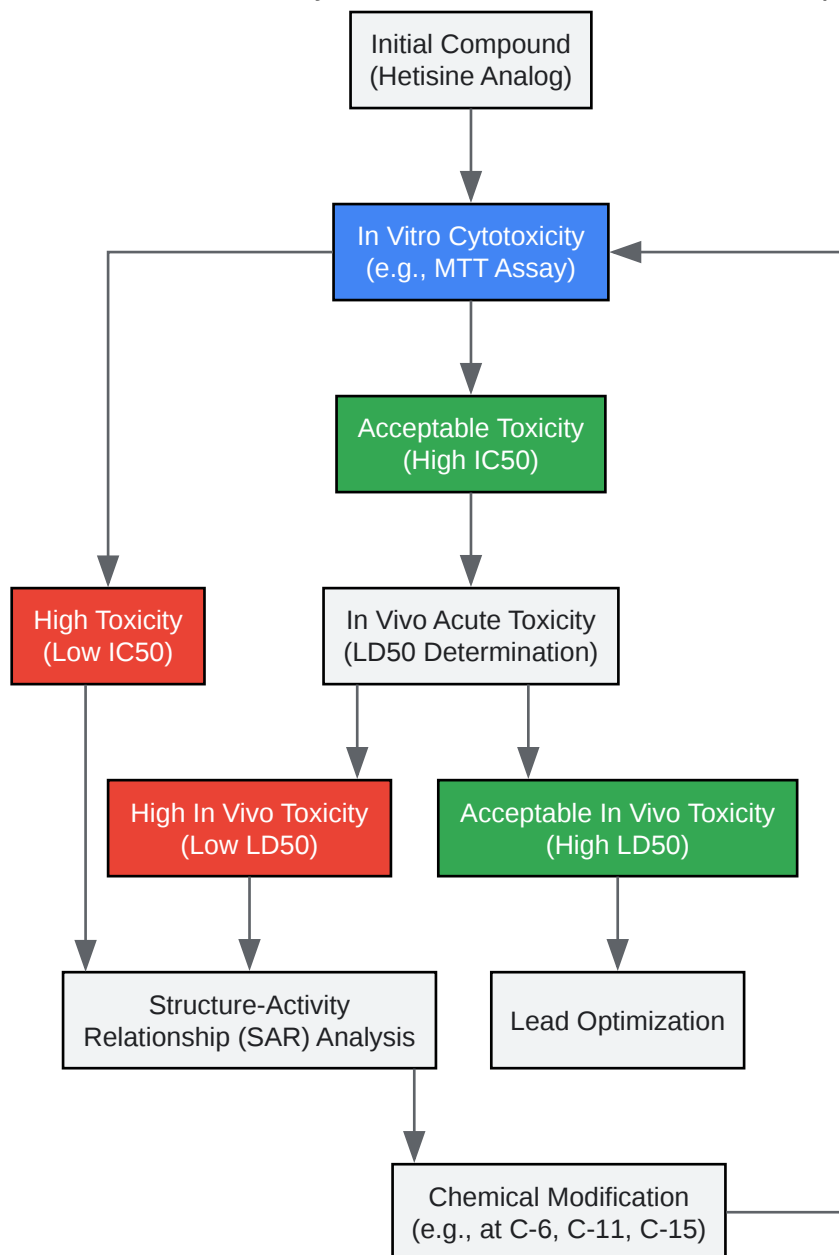 Initial Compound
(Hetisine Analog)
In Vitro Cytotoxicity
(e.g., MTT Assay)
Acceptable Toxicity
(High IC50)
High Toxicity
(Low IC50)
In Vivo Acute Toxicity
(LD50 Determination)
High In Vivo Toxicity
(Low LD50)
Acceptable In Vivo Toxicity
(High LD50)
Structure-Activity
Relationship (SAR) Analysis
Lead Optimization
Chemical Modification
(e.g., at C-6, C-11, C-15)